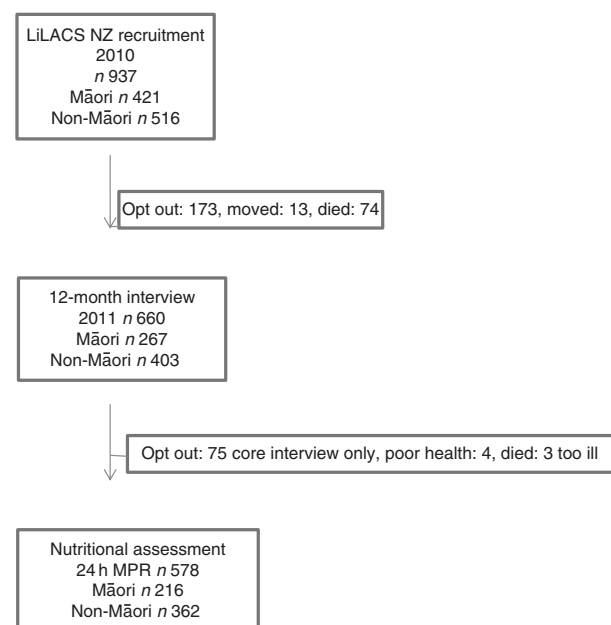 LiLACS NZ recruitment
2010
n 937
Māori n 421
Non-Māori n 516
Opt out: 173, moved: 13, died: 74
12-month interview
2011 n 660
Māori n 267
Non-Māori n 403
Opt out: 75 core interview only, poor health: 4, died: 3 too ill
Nutritional assessment
24 h MPR n 578
Māori n 216
Non-Māori n 362